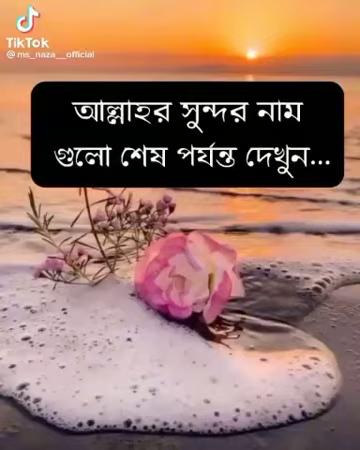 TikTok
@ms_naza__official
আল্লাহর সুন্দর নাম
গুলো শেষ পর্যন্ত দেখুন...